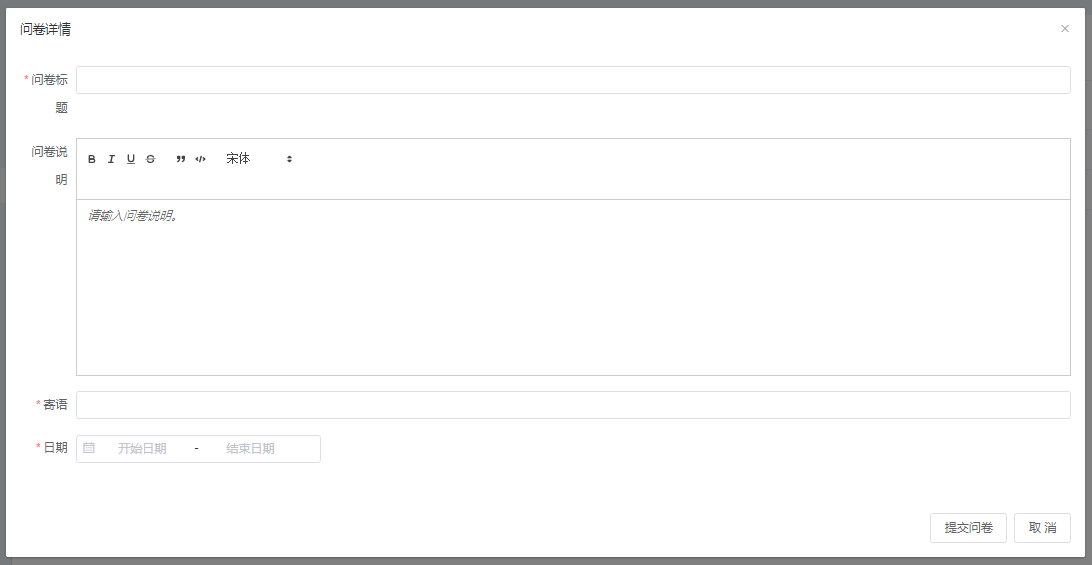 问卷详情
* 问卷标
题
问卷说
明
B I U S 宋体
请输入问卷说明。
* 寄语
* 日期 开始日期 - 结束日期
提交问卷 取 消